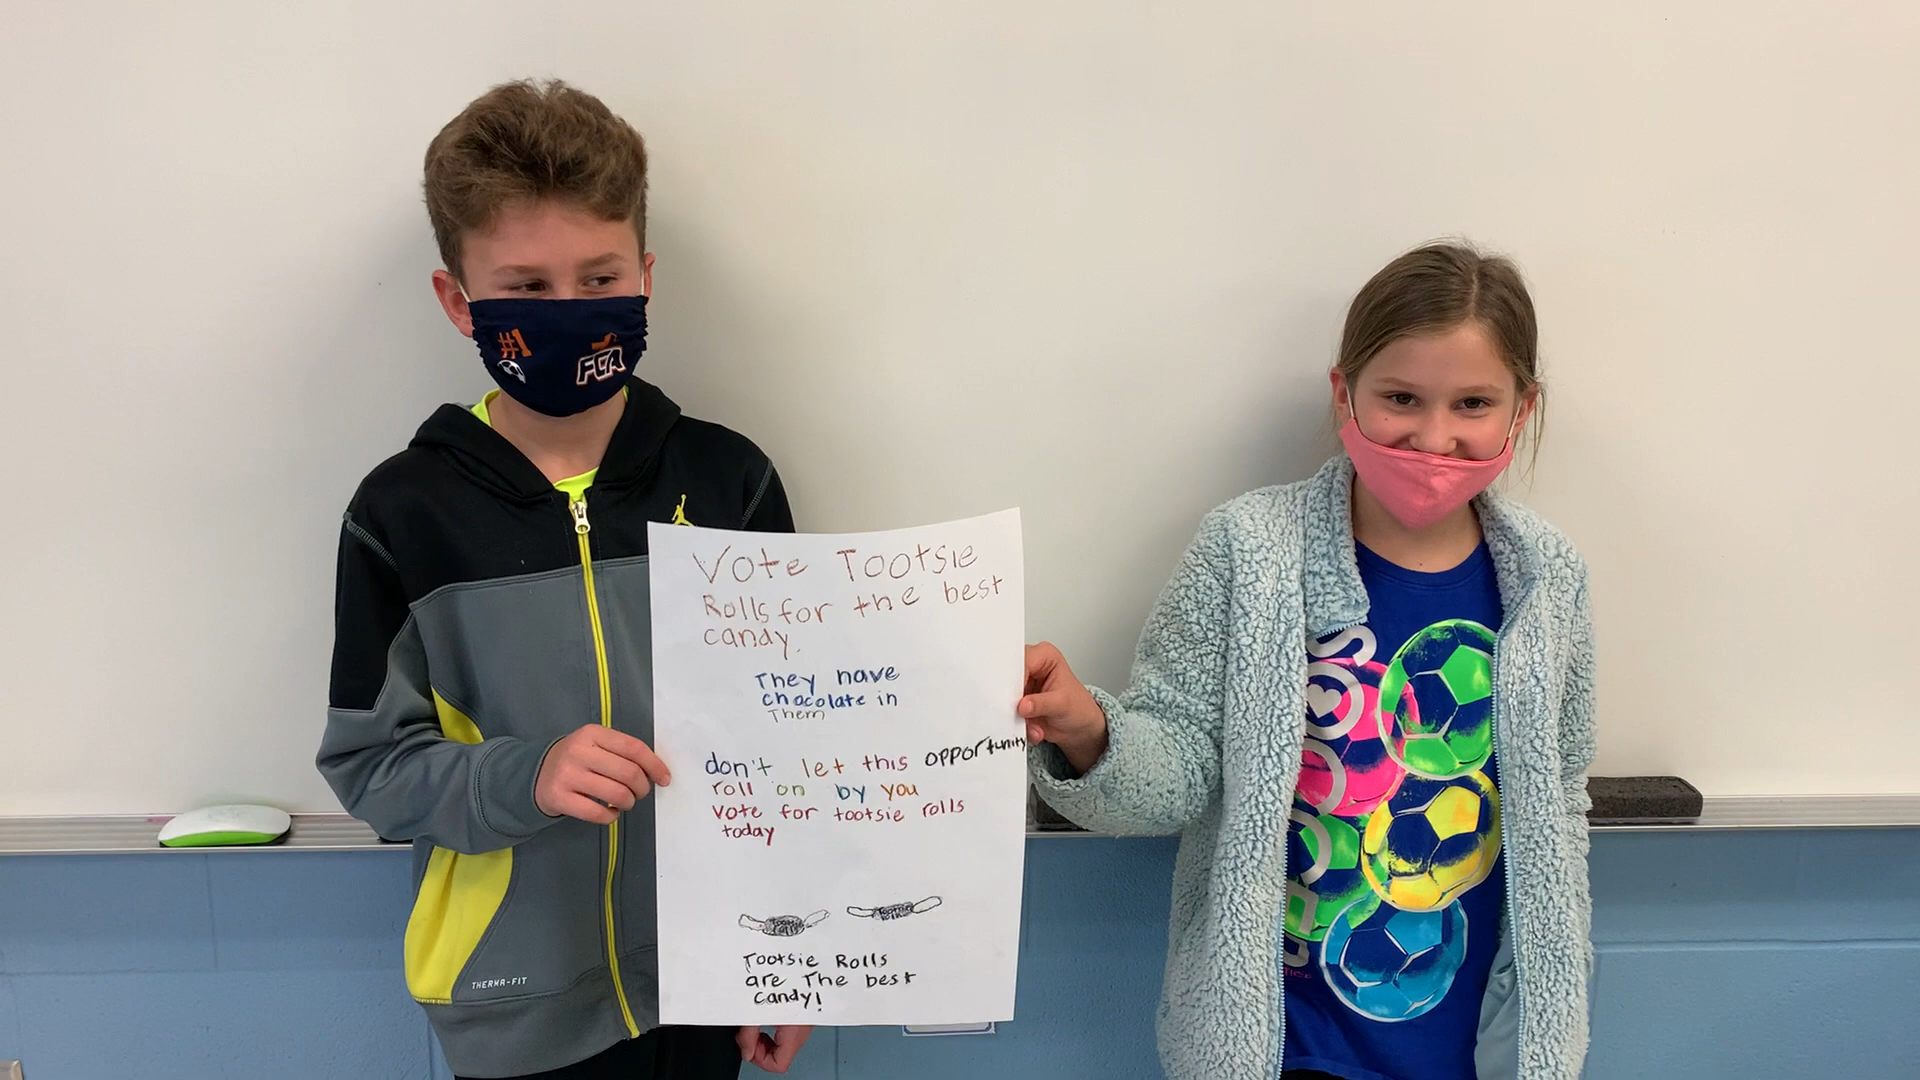 #1
FCA
Vote Tootsie
Rolls for the best
candy.
They have
chocolate in
Them
don't let this opportunity
roll on by you
vote for tootsie rolls
today
Tootsie Rolls
are The best
candy!
THERMA-FIT